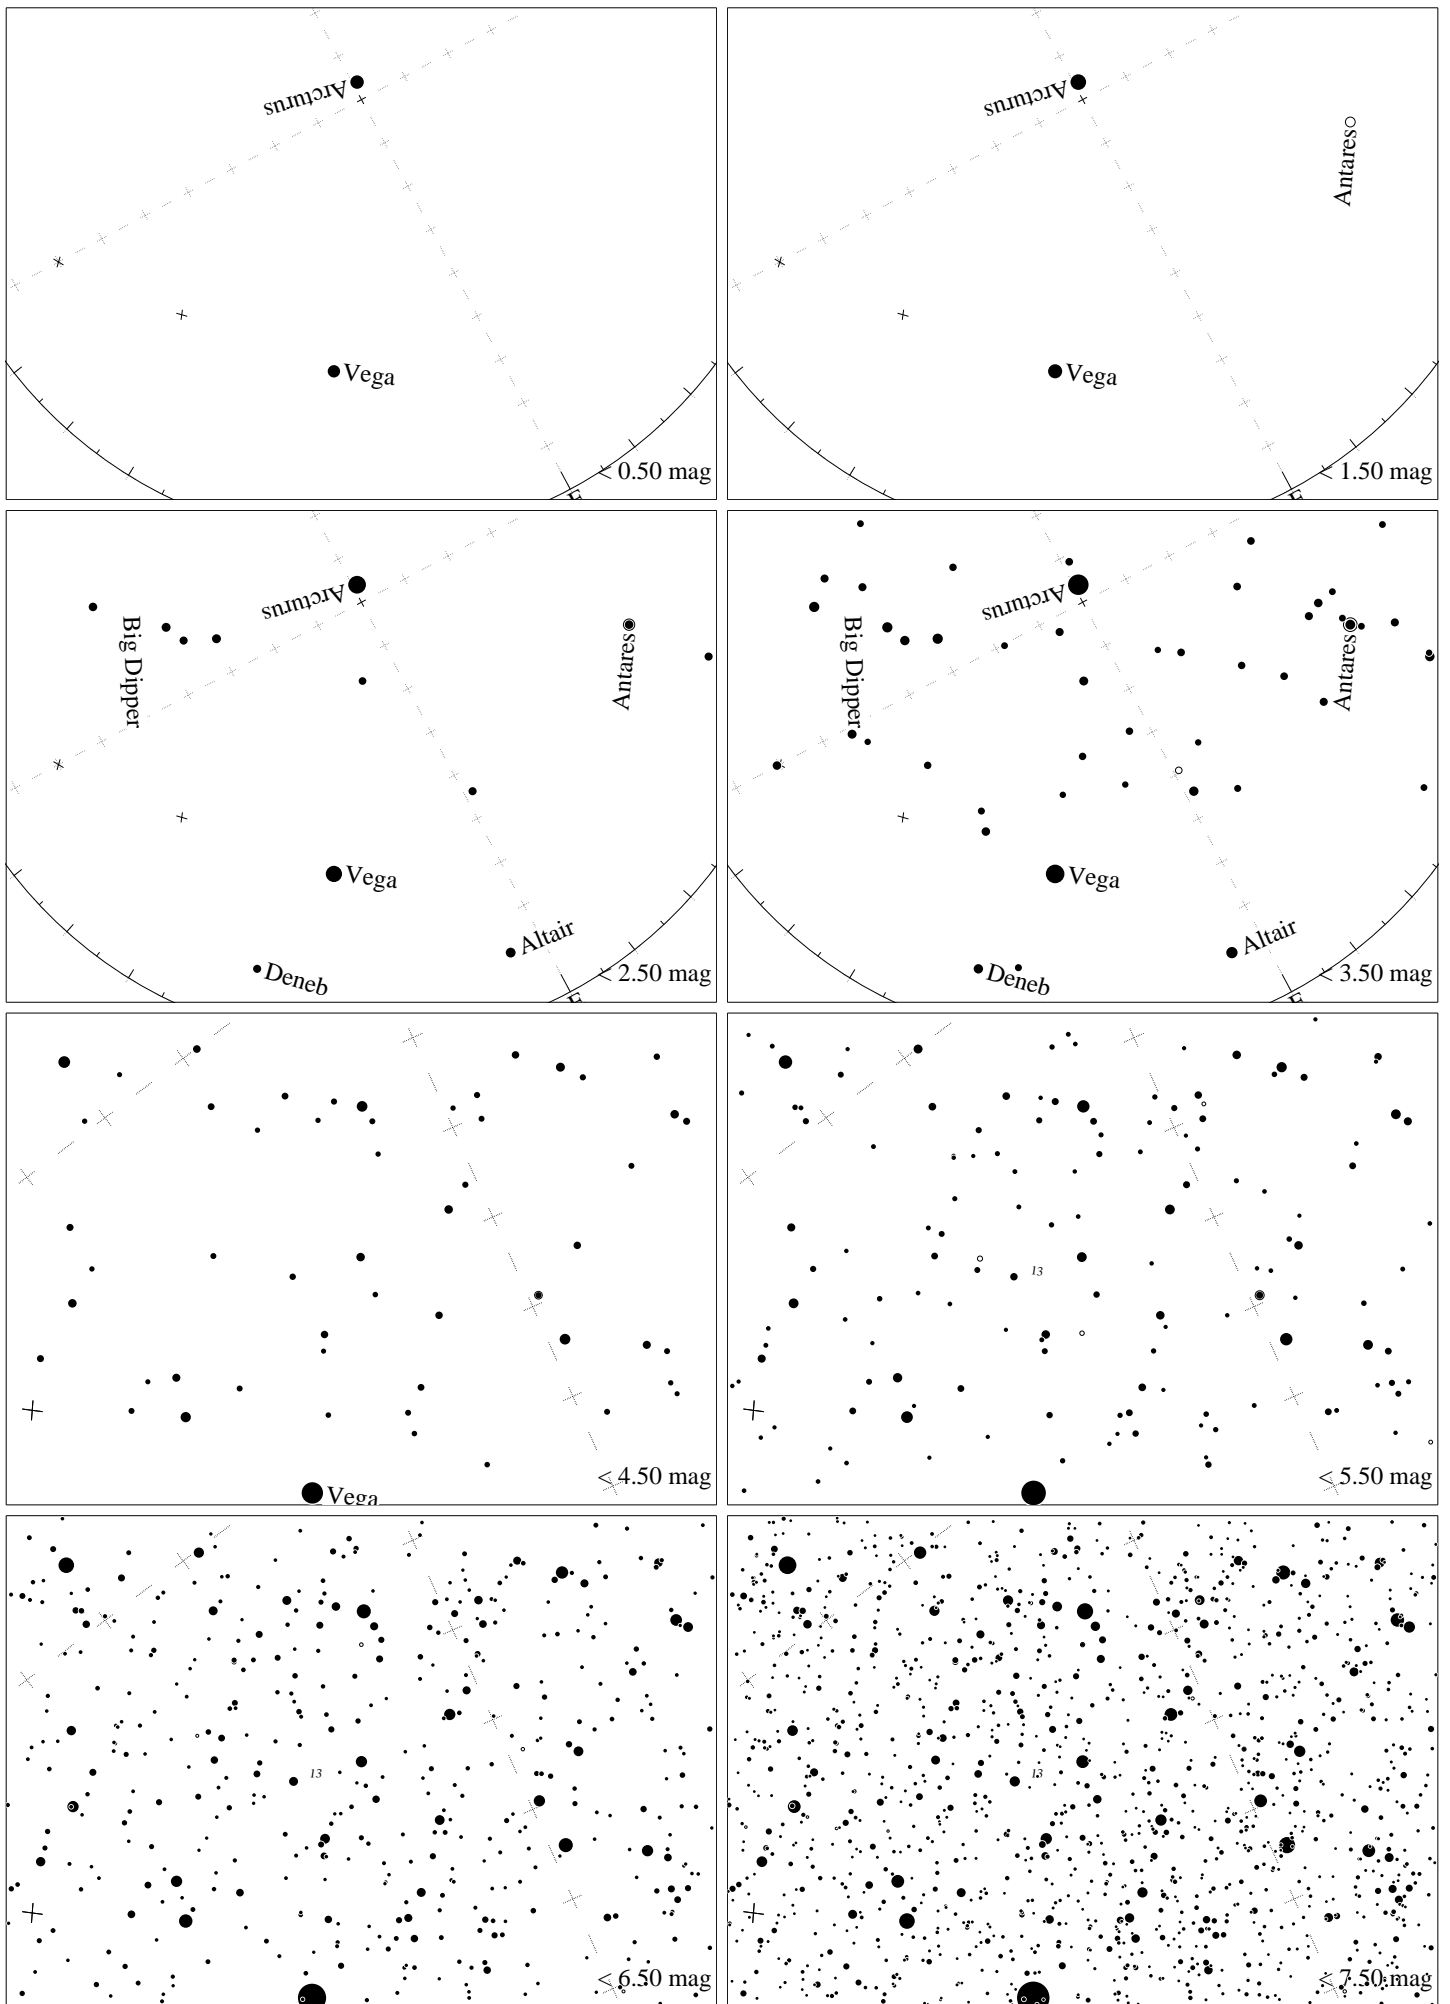 Arcturus
Vega
< 0.50 mag
E
Arcturus
Antares
Vega
< 1.50 mag
E
Arcturus
Big Dipper
Antares
Vega
Altair
Deneb
< 2.50 mag
E
Arcturus
Big Dipper
Antares
Vega
Altair
Deneb
< 3.50 mag
E
Vega
< 4.50 mag
13
< 5.50 mag
13
< 6.50 mag
13
< 7.50 mag